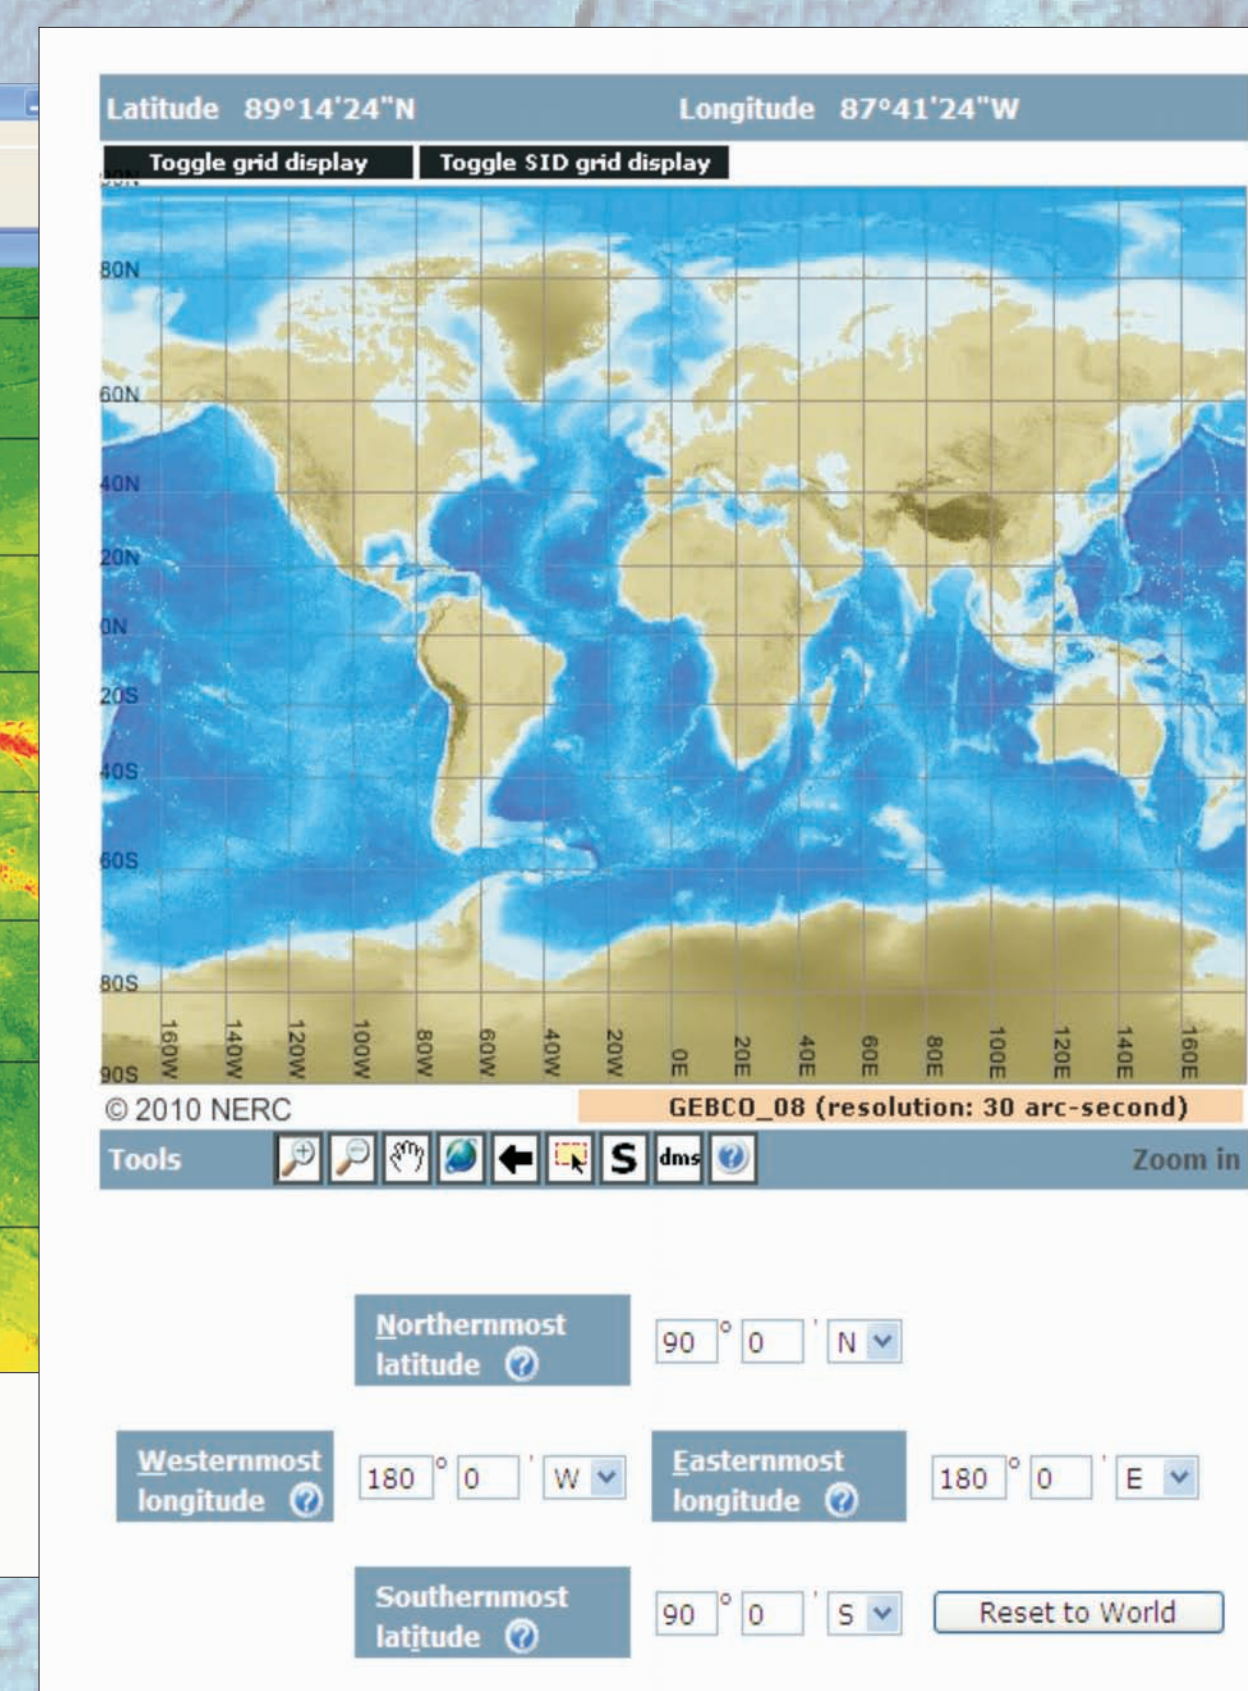 Latitude 89°14'24"N Longitude 87°41'24"W
Toggle grid display Toggle SID grid display
90N
80N
60N
40N
20N
0N
20S
40S
60S
80S
90S
160W 140W 120W 100W 80W 60W 40W 20W 0E 20E 40E 60E 80E 100E 120E 140E 160E
© 2010 NERC GEBCO_08 (resolution: 30 arc-second)
Tools S dms ? Zoom in
Northernmost
latitude ? 90 ° 0 ' N
Westernmost
longitude ? 180 ° 0 ' W
Easternmost
longitude ? 180 ° 0 ' E
Southernmost
latitude ? 90 ° 0 ' S Reset to World